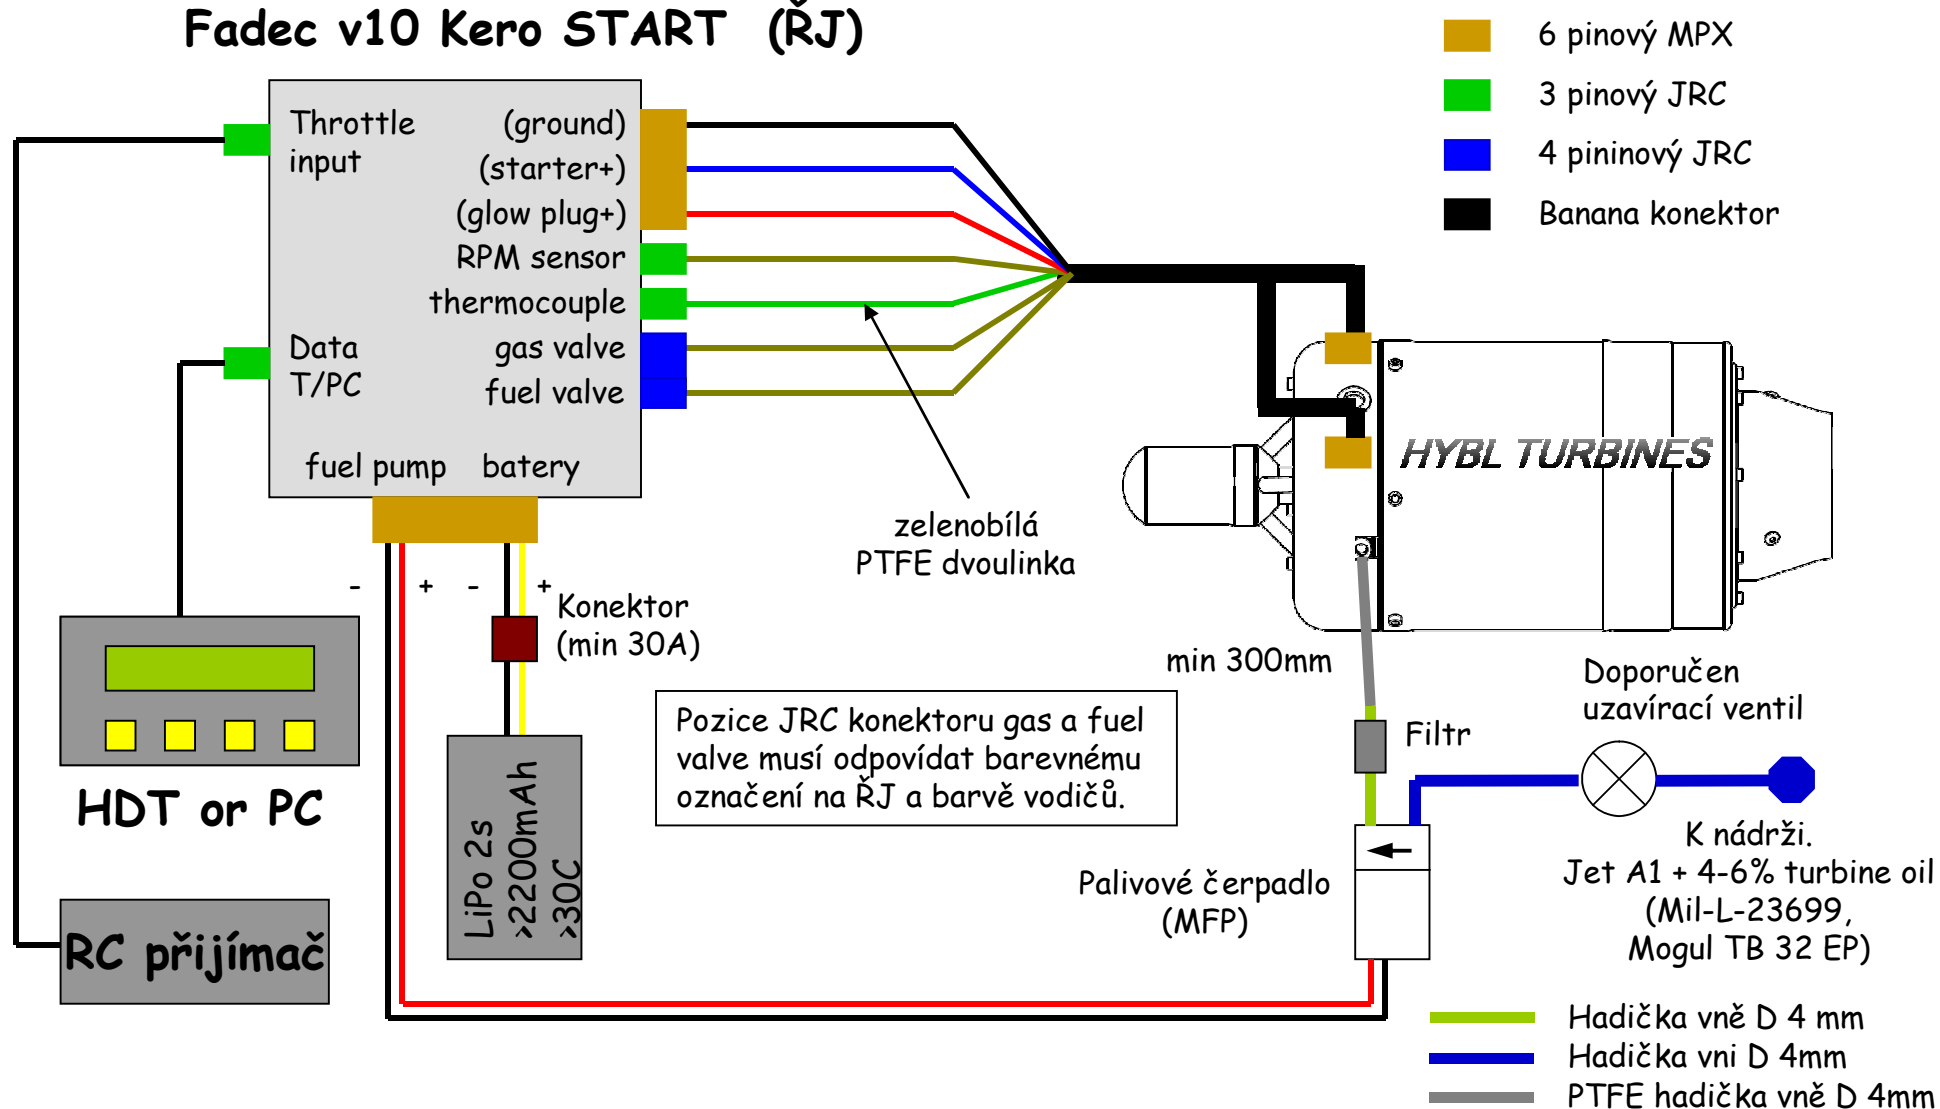 Fadec v10 Kero START (ŘJ)
6 pinový MPX
3 pinový JRC
4 pininový JRC
Banana konektor
Throttle
input
(ground)
(starter+)
(glow plug+)
RPM sensor
thermocouple
gas valve
fuel valve
Data
T/PC
fuel pump
batery
- + - +
Konektor
(min 30A)
zelenobílá
PTFE dvoulinka
HYBL TURBINES
min 300mm
Doporučen
uzavírací ventil
Filtr
Pozice JRC konektoru gas a fuel
valve musí odpovídat barevnému
označení na ŘJ a barvě vodičů.
HDT or PC
LiPo 2s
>2200mAh
>30C
K nádrži.
Jet A1 + 4-6% turbine oil
(Mil-L-23699,
Mogul TB 32 EP)
Palivové čerpadlo
(MFP)
RC přijímač
Hadička vně D 4 mm
Hadička vni D 4mm
PTFE hadička vně D 4mm